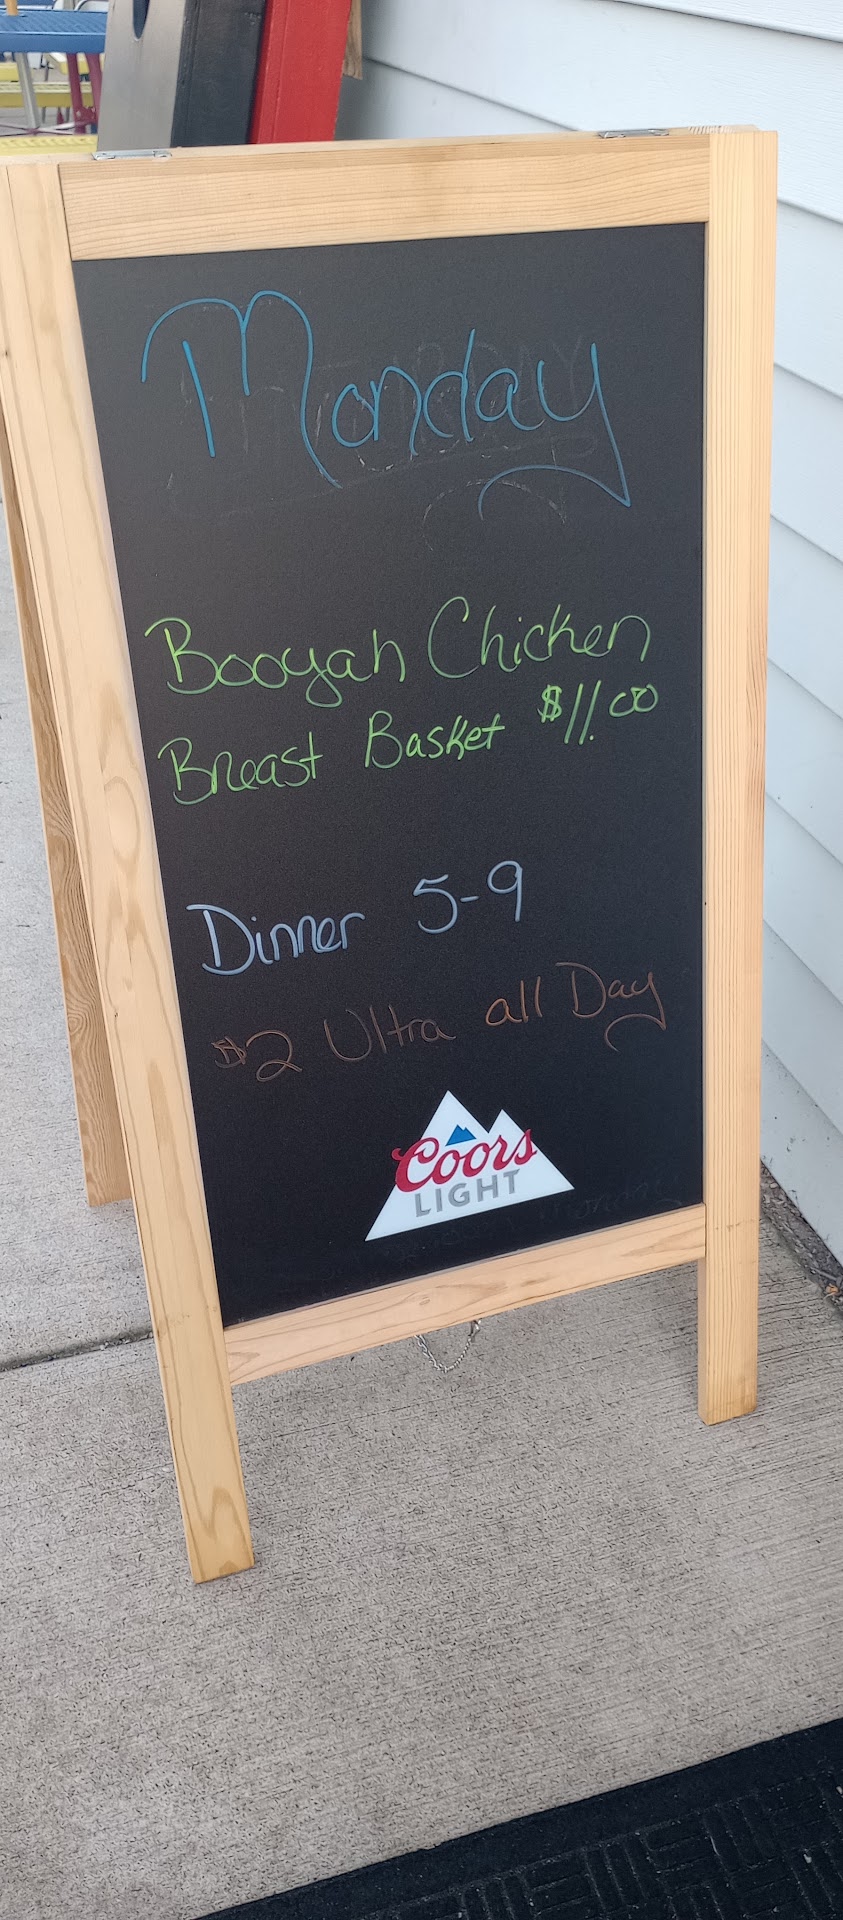 Monday
Booyah Chicken
Breast Basket $11.00
Dinner 5-9
$2 Ultra all Day
Coors
LIGHT